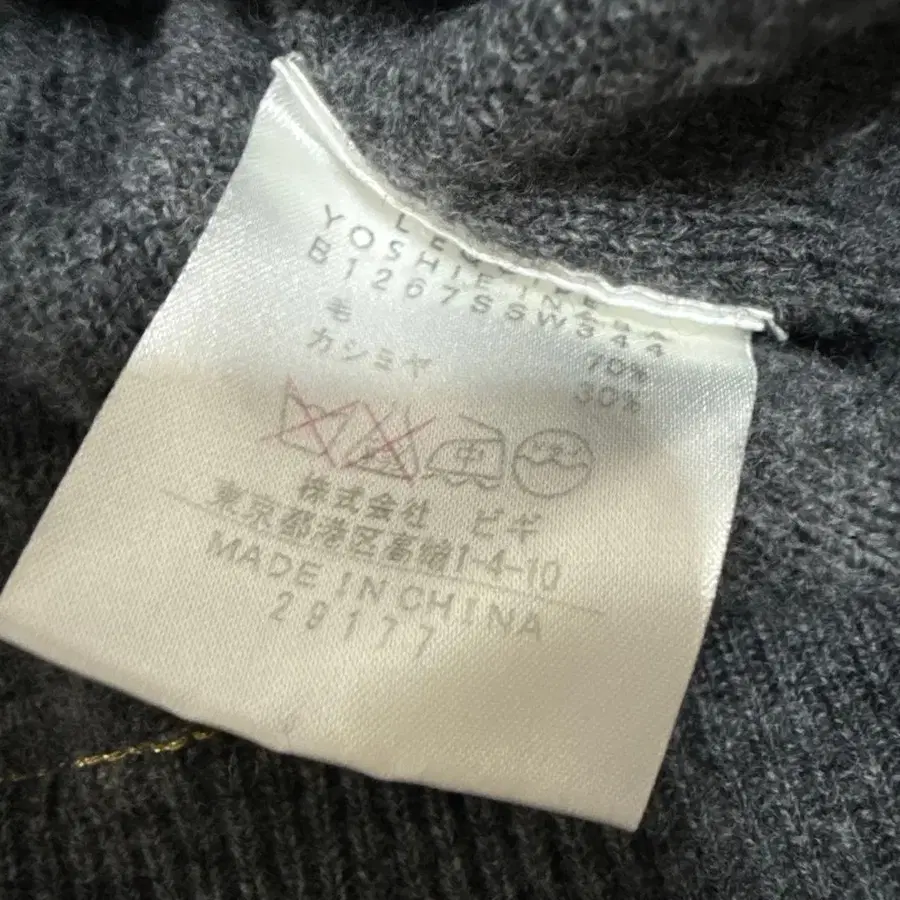 YOSHIE INABA
B1267SSW344
毛 70%
カシミヤ 30%
中
株式会社 ビギ
東京都港区高輪1-4-10
MADE IN CHINA
29177